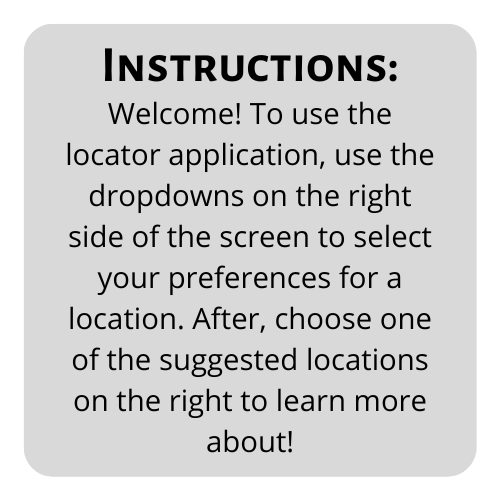 Instructions:
Welcome! To use the
locator application, use the
dropdowns on the right
side of the screen to select
your preferences for a
location. After, choose one
of the suggested locations
on the right to learn more
about!